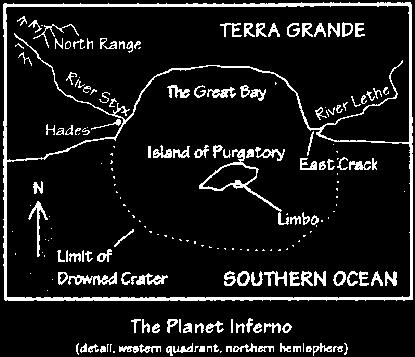 TERRA GRANDE
North Range
River Styx
The Great Bay
River Lethe
Hades
Island of Purgatory
East Crack
N
Limbo
Limit of
Drowned Crater
SOUTHERN OCEAN
The Planet Inferno
(detail, western quadrant, northern hemisphere)